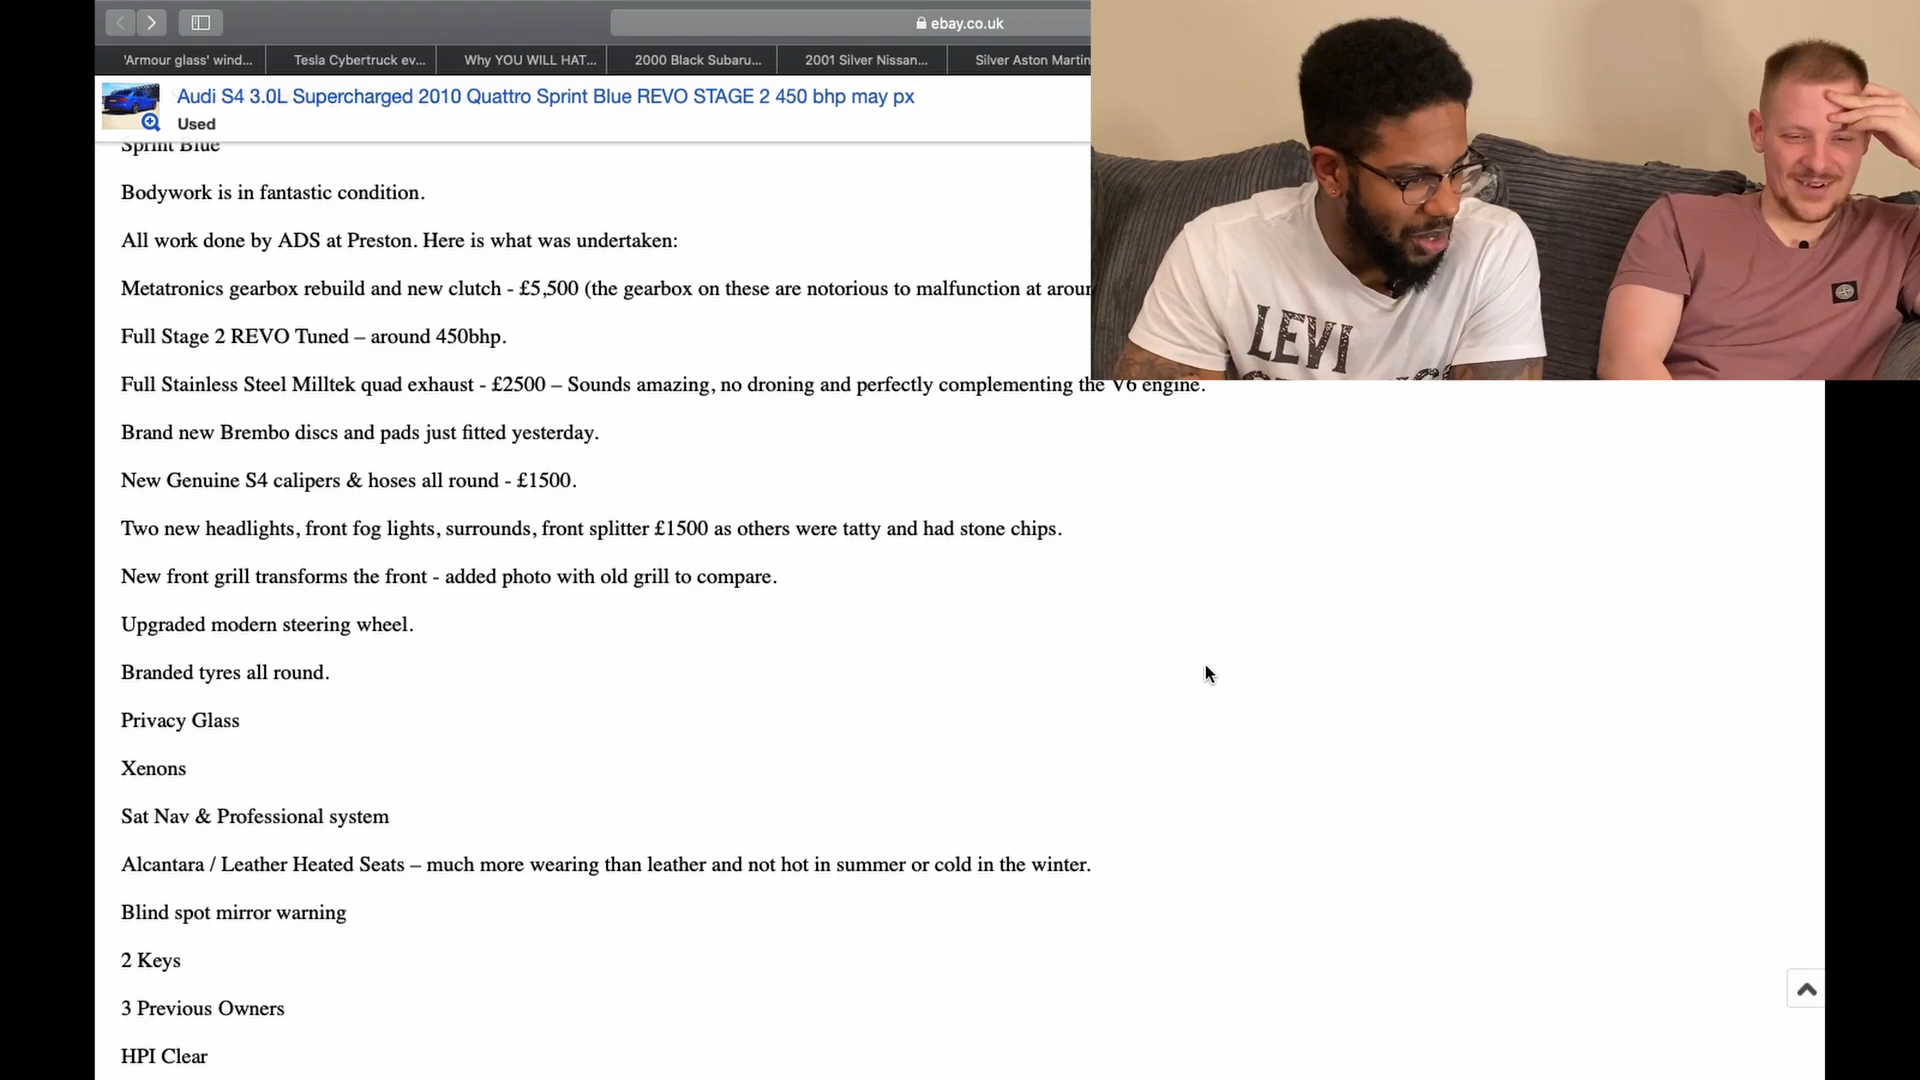 ebay.co.uk
'Armour glass' wind...
Tesla Cybertruck ev...
Why YOU WILL HAT...
2000 Black Subaru...
2001 Silver Nissan...
Silver Aston Martin
Audi S4 3.0L Supercharged 2010 Quattro Sprint Blue REVO STAGE 2 450 bhp may px
Used
Sprint Blue
Bodywork is in fantastic condition.
All work done by ADS at Preston. Here is what was undertaken:
Metatronics gearbox rebuild and new clutch - £5,500 (the gearbox on these are notorious to malfunction at aroun
Full Stage 2 REVO Tuned – around 450bhp.
Full Stainless Steel Milltek quad exhaust - £2500 – Sounds amazing, no droning and perfectly complementing the V6 engine.
Brand new Brembo discs and pads just fitted yesterday.
New Genuine S4 calipers & hoses all round - £1500.
Two new headlights, front fog lights, surrounds, front splitter £1500 as others were tatty and had stone chips.
New front grill transforms the front - added photo with old grill to compare.
Upgraded modern steering wheel.
Branded tyres all round.
Privacy Glass
Xenons
Sat Nav & Professional system
Alcantara / Leather Heated Seats – much more wearing than leather and not hot in summer or cold in the winter.
Blind spot mirror warning
2 Keys
3 Previous Owners
HPI Clear
LEVI